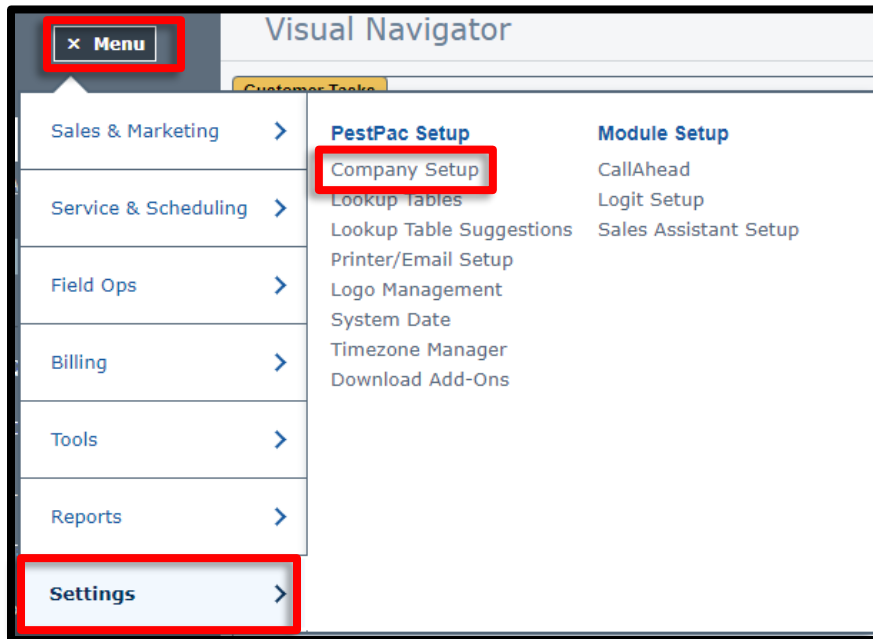 × Menu
Visual Navigator
Customer Tasks
Sales & Marketing
Service & Scheduling
Field Ops
Billing
Tools
Reports
Settings
PestPac Setup
Company Setup
Lookup Tables
Lookup Table Suggestions
Printer/Email Setup
Logo Management
System Date
Timezone Manager
Download Add-Ons
Module Setup
CallAhead
Logit Setup
Sales Assistant Setup